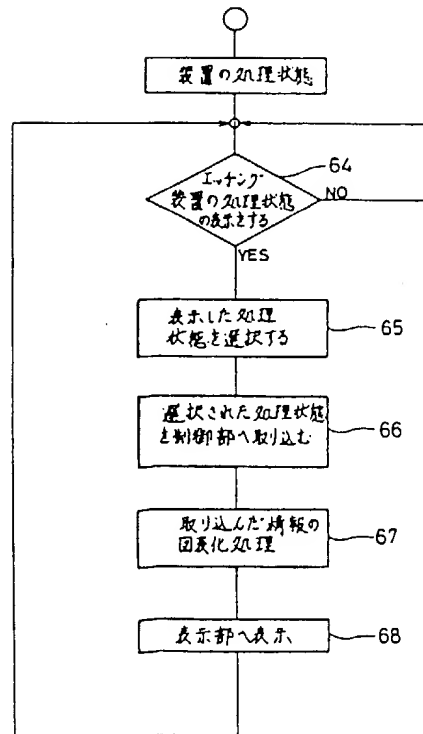 装置の処理状態
64
エッチング
装置の処理状態
の表示をする
NO
YES
表示した処理
状態を選択する
65
選択された処理状態
を制御部へ取り込む
66
取り込んだ情報の
図表化処理
67
表示部へ表示
68